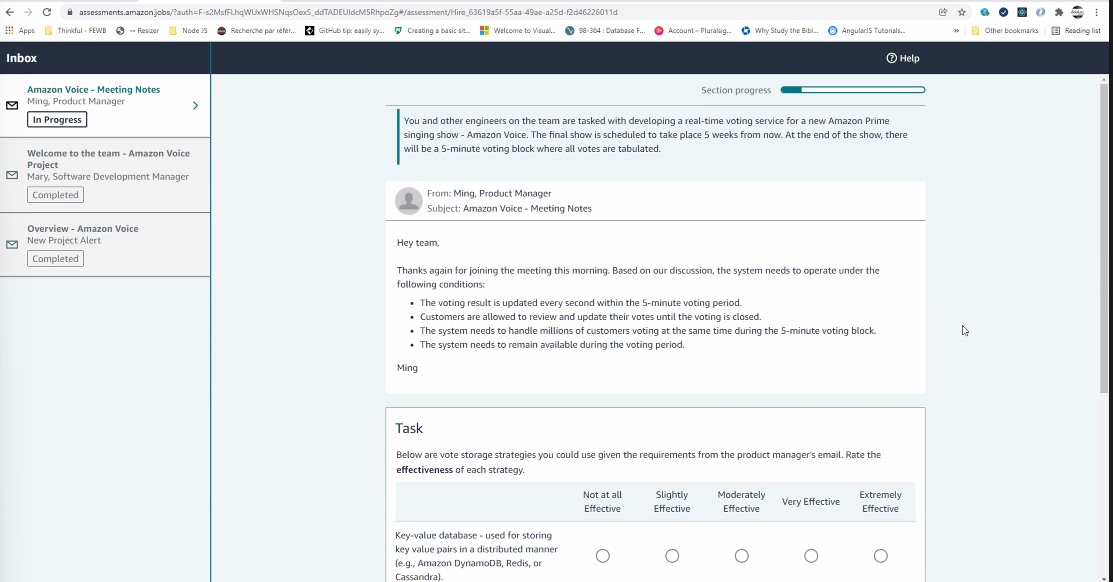 assessments.amazon.jobs/?auth=F-s2MsfFLhqWUxWHSNqsOex5_ddTADEUIdcM5RhpoZg#/assessment/Hire_63619a5f-55aa-49ae-a25d-f2d46226011d
Apps Thinkful - FEWB -- Resizer Node JS Recherche par référ... GitHub tip: easily sy... Creating a basic sit... Welcome to Visual... 98-364 : Database F... Account – Pluralsig... Why Study the Bibl... AngularJS Tutorials... » Other bookmarks Reading list
Inbox
Help
Amazon Voice - Meeting Notes
Ming, Product Manager
In Progress
Welcome to the team - Amazon Voice
Project
Mary, Software Development Manager
Completed
Overview - Amazon Voice
New Project Alert
Completed
Section progress
You and other engineers on the team are tasked with developing a real-time voting service for a new Amazon Prime
singing show - Amazon Voice. The final show is scheduled to take place 5 weeks from now. At the end of the show, there
will be a 5-minute voting block where all votes are tabulated.
From: Ming, Product Manager
Subject: Amazon Voice - Meeting Notes
Hey team,
Thanks again for joining the meeting this morning. Based on our discussion, the system needs to operate under the
following conditions:
• The voting result is updated every second within the 5-minute voting period.
• Customers are allowed to review and update their votes until the voting is closed.
• The system needs to handle millions of customers voting at the same time during the 5-minute voting block.
• The system needs to remain available during the voting period.
Ming
Task
Below are vote storage strategies you could use given the requirements from the product manager's email. Rate the
effectiveness of each strategy.
Not at all
Effective
Slightly
Effective
Moderately
Effective
Very Effective
Extremely
Effective
Key-value database - used for storing
key value pairs in a distributed manner
(e.g., Amazon DynamoDB, Redis, or
Cassandra).